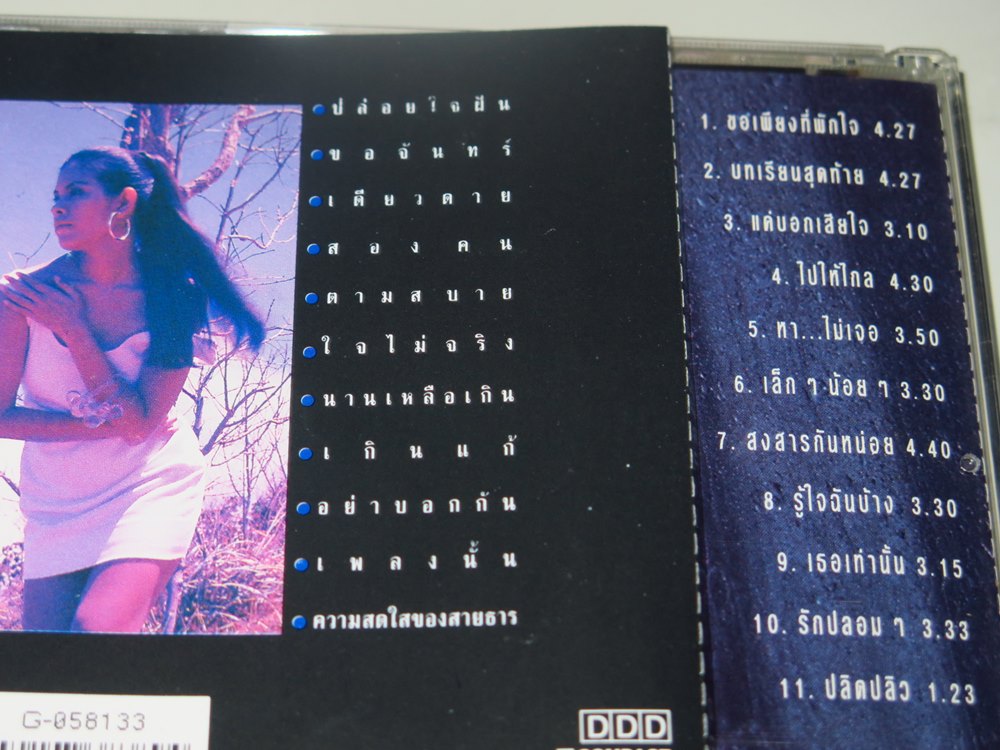 ปล่อยใจฝัน
ขอจันทร์
เดียวดาย
สองคน
ตามสบาย
ใจไม่จริง
นานเหลือเกิน
เกินแก้
อย่าบอกกัน
เพลงนั้น
ความสดใสของสายธาร
G-058133
DDD
1. ขอเพียงที่พักใจ 4.27
2. บทเรียนสุดท้าย 4.27
3. แค่บอกเสียใจ 3.10
4. ไปให้ไกล 4.30
5. หา...ไม่เจอ 3.50
6. เล็ก ๆ น้อย ๆ 3.30
7. สงสารกันหน่อย 4.40
8. รู้ใจฉันบ้าง 3.30
9. เธอเท่านั้น 3.15
10. รักปลอม ๆ 3.33
11. ปลิดปลิว 1.23